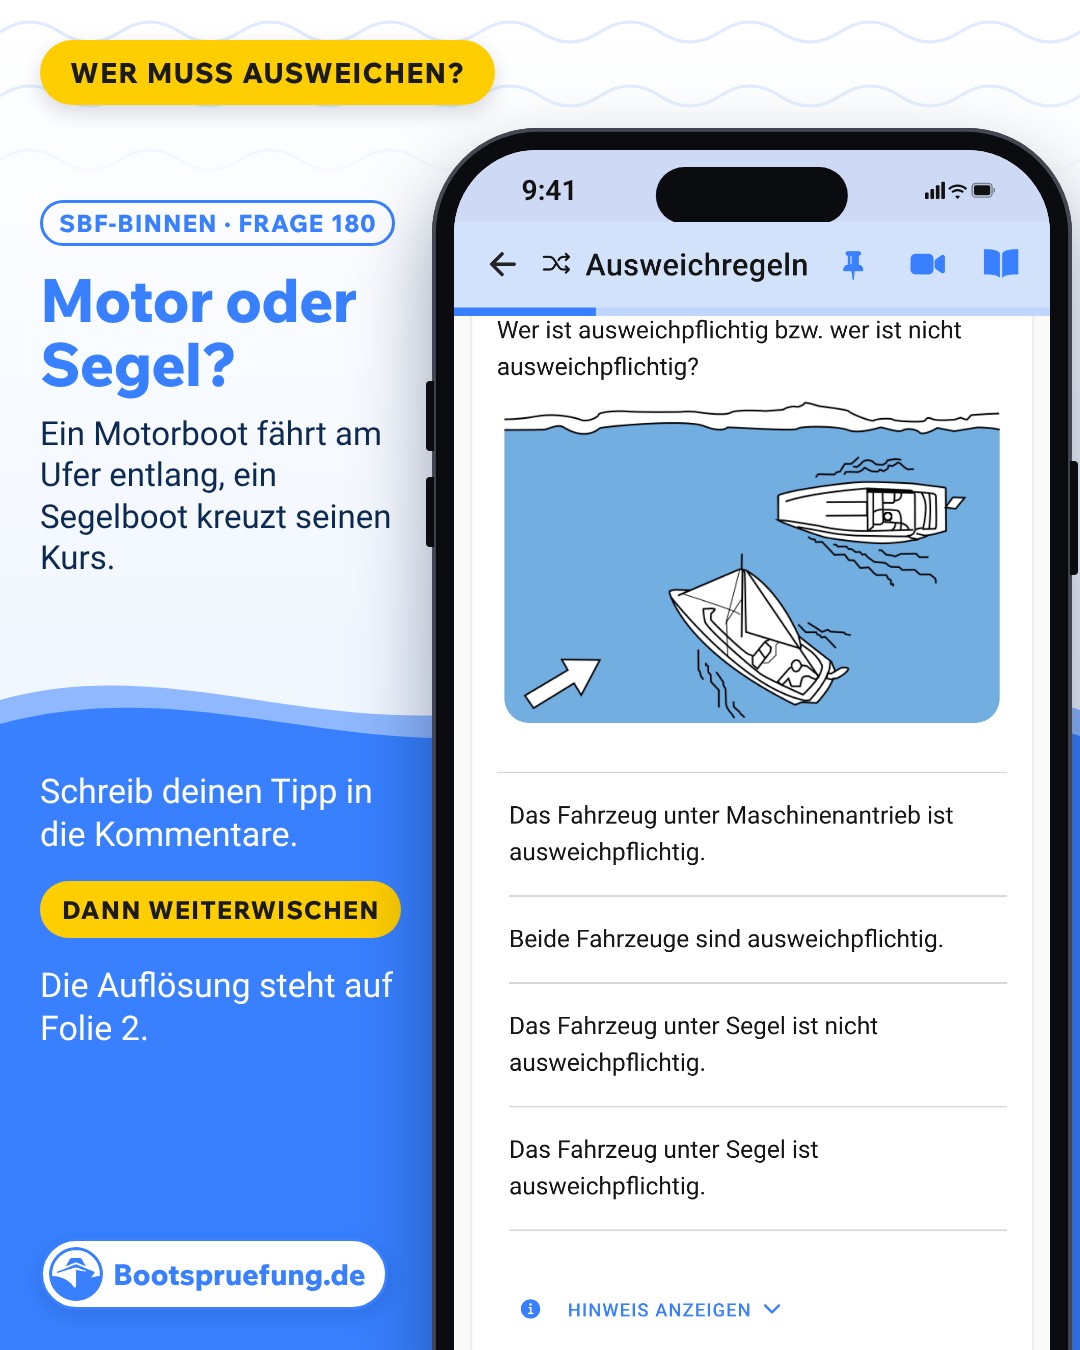 WER MUSS AUSWEICHEN?
SBF-BINNEN · FRAGE 180
Motor oder
Segel?
Ein Motorboot fährt am
Ufer entlang, ein
Segelboot kreuzt seinen
Kurs.
Schreib deinen Tipp in
die Kommentare.
DANN WEITERWISCHEN
Die Auflösung steht auf
Folie 2.
Bootspruefung.de
9:41
Ausweichregeln
Wer ist ausweichpflichtig bzw. wer ist nicht
ausweichpflichtig?
Das Fahrzeug unter Maschinenantrieb ist
ausweichpflichtig.
Beide Fahrzeuge sind ausweichpflichtig.
Das Fahrzeug unter Segel ist nicht
ausweichpflichtig.
Das Fahrzeug unter Segel ist
ausweichpflichtig.
HINWEIS ANZEIGEN